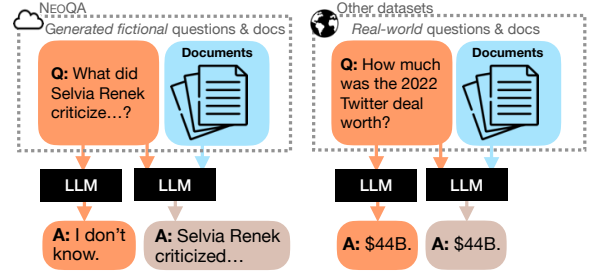 NEOQA
Generated fictional questions & docs
Q: What did
Selvia Renek
criticize…?
Documents
LLM
LLM
A: I don't
know.
A: Selvia Renek
criticized…
Other datasets
Real-world questions & docs
Q: How much
was the 2022
Twitter deal
worth?
Documents
LLM
LLM
A: $44B.
A: $44B.